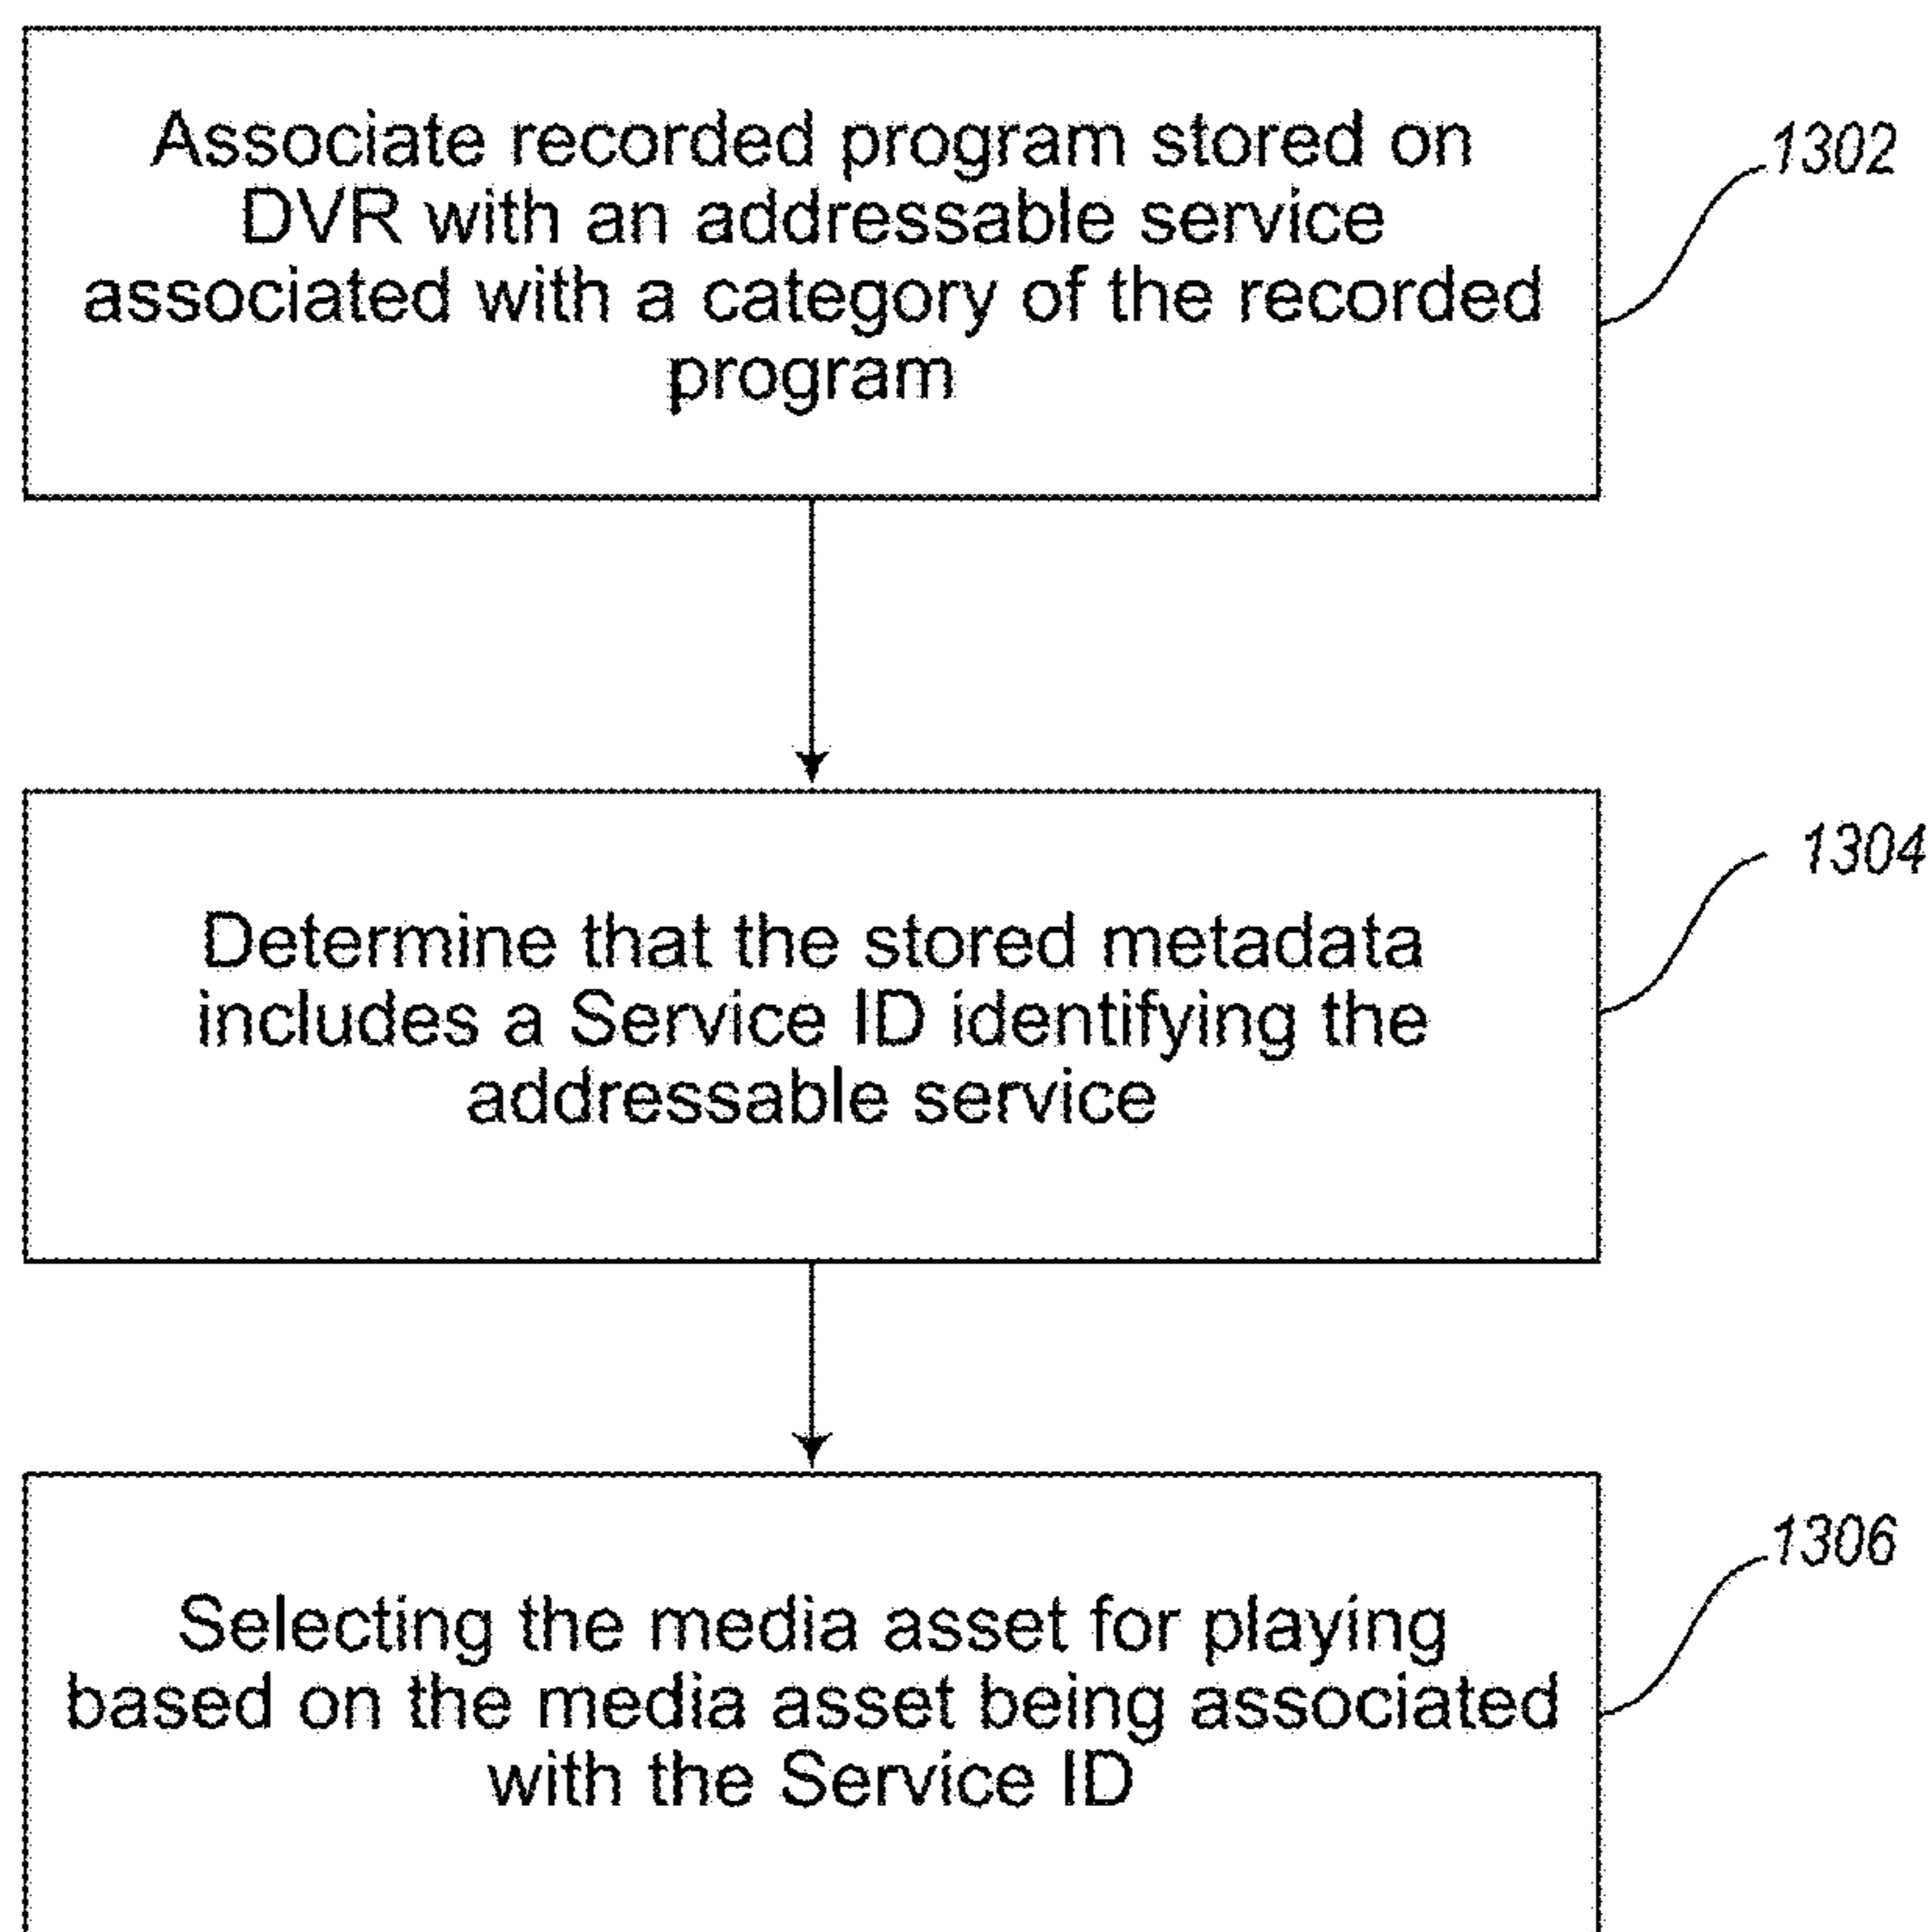 Associate recorded program stored on
DVR with an addressable service
associated with a category of the recorded
program
1302
Determine that the stored metadata
includes a Service ID identifying the
addressable service
1304
Selecting the media asset for playing
based on the media asset being associated
with the Service ID
1306